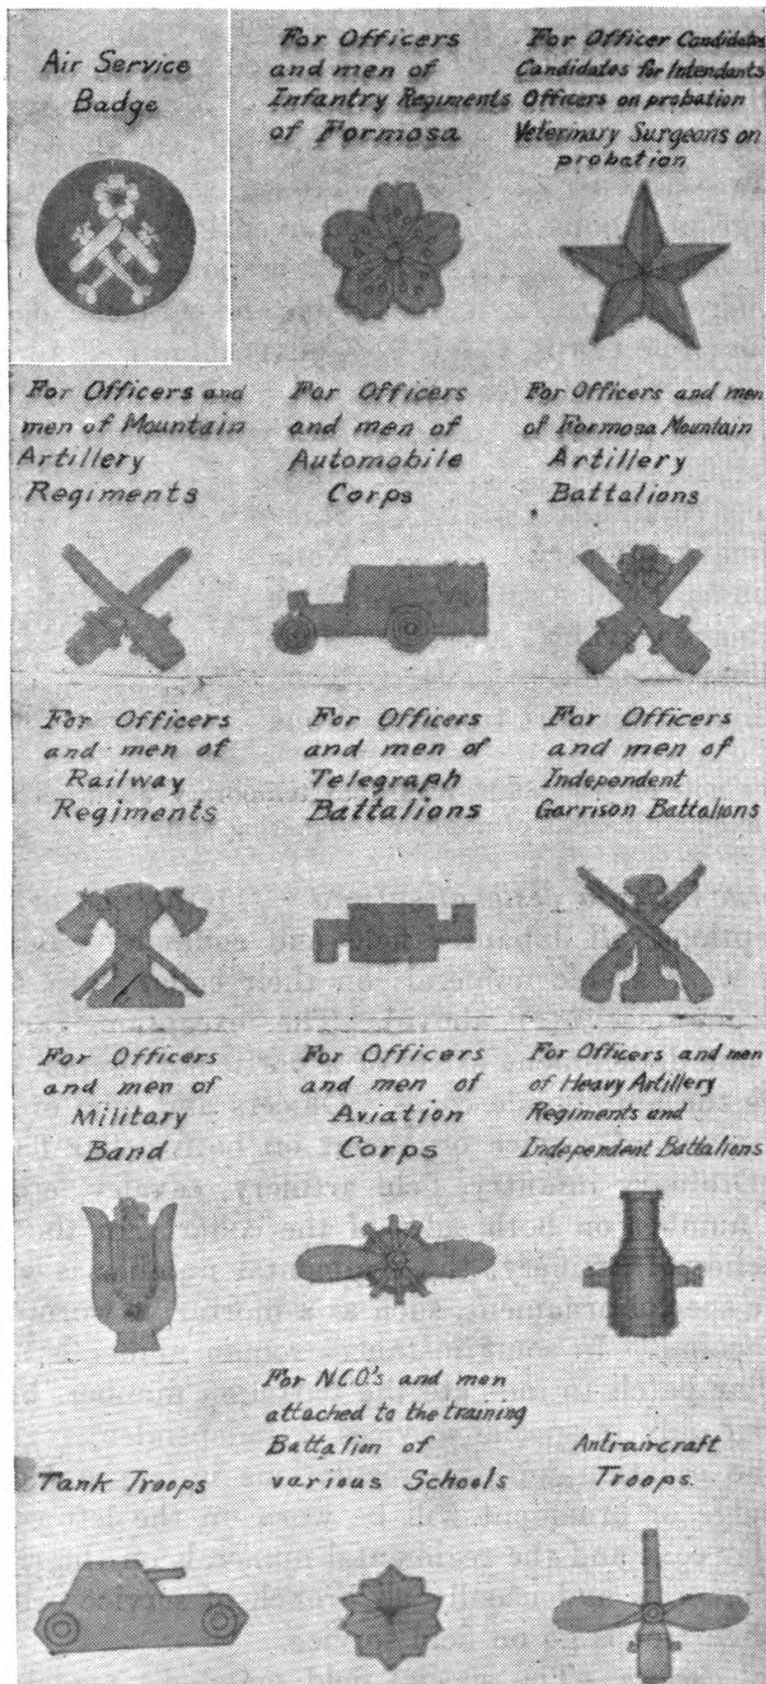 Air Service
Badge
For Officers
and men of
Infantry Regiments
of Formosa
For Officer Candidates
Candidates for Intendants
Officers on probation
Veterinary Surgeons on
probation
For Officers and
men of Mountain
Artillery
Regiments
For Officers
and men of
Automobile
Corps
For Officers and men
of Formosa Mountain
Artillery
Battalions
For Officers
and men of
Railway
Regiments
For Officers
and men of
Telegraph
Battalions
For Officers
and men of
Independent
Garrison Battalions
For Officers
and men of
Military
Band
For Officers
and men of
Aviation
Corps
For Officers and men
of Heavy Artillery
Regiments and
Independent Battalions
Tank Troops
For N.C.O.'s and men
attached to the training
Battalion of
various Schools
Anti-aircraft
Troops.